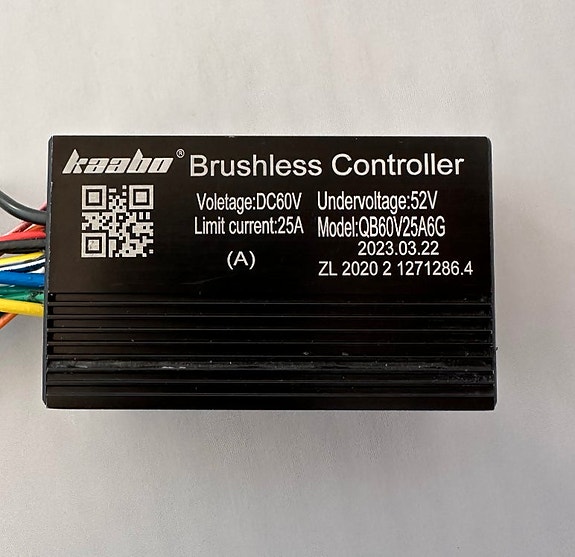 kaabo® Brushless Controller
Voletage:DC60V Undervoltage:52V
Limit current:25A Model:QB60V25A6G
2023.03.22
(A)
ZL 2020 2 1271286.4